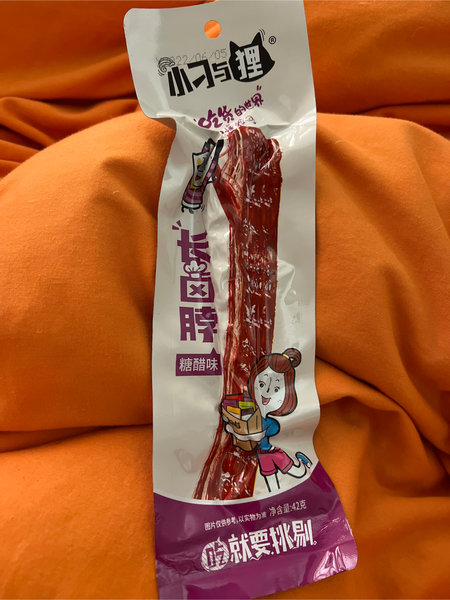 2022/06/05
小刁与狸®
吃货的世界
长卤脖
糖醋味
图片仅供参考,以实物为准 净含量:42克
吃就要挑剔